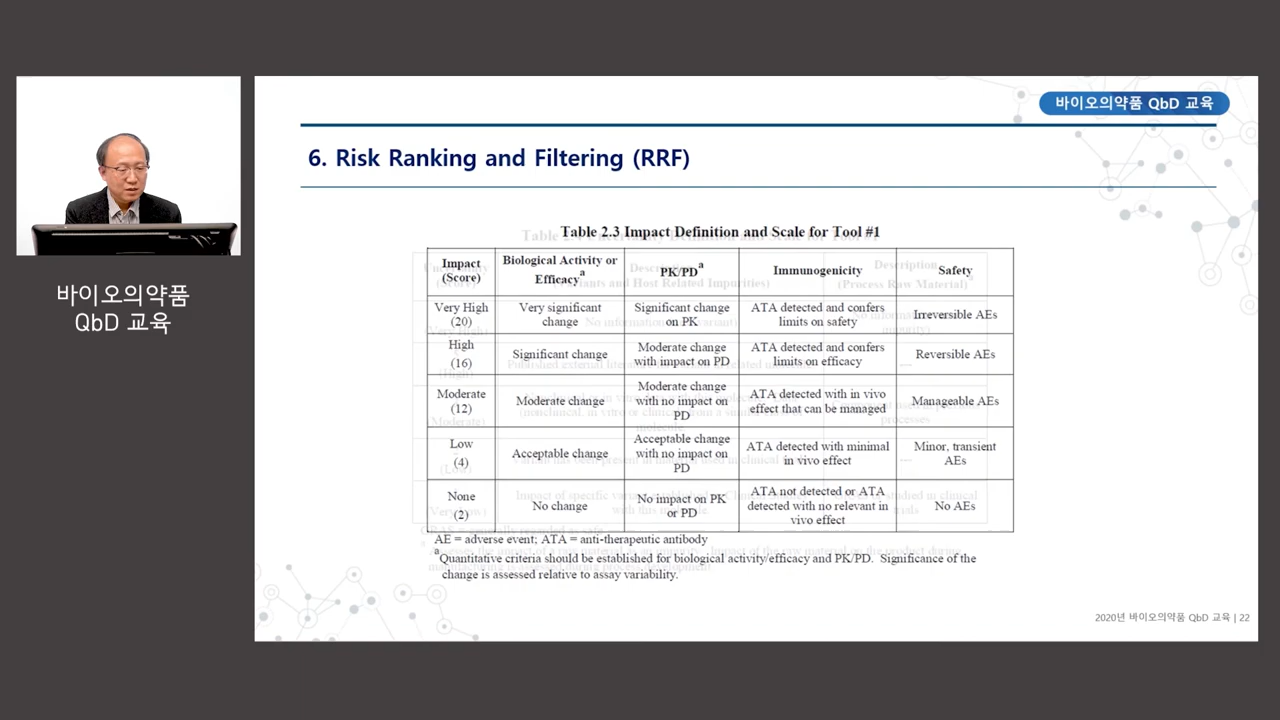 바이오의약품
QbD 교육
바이오의약품 QbD 교육
6. Risk Ranking and Filtering (RRF)
Table 2.3 Impact Definition and Scale for Tool #1
Impact
(Score)
Biological Activity or
Efficacy^a
PK/PD^a
Immunogenicity
Safety
Very High
(20)
Very significant
change
Significant change
on PK
ATA detected and confers
limits on safety
Irreversible AEs
High
(16)
Significant change
Moderate change
with impact on PD
ATA detected and confers
limits on efficacy
Reversible AEs
Moderate
(12)
Moderate change
Moderate change
with no impact on
PD
ATA detected with in vivo
effect that can be managed
Manageable AEs
Low
(4)
Acceptable change
Acceptable change
with no impact on
PD
ATA detected with minimal
in vivo effect
Minor, transient
AEs
None
(2)
No change
No impact on PK
or PD
ATA not detected or ATA
detected with no relevant in
vivo effect
No AEs
AE = adverse event; ATA = anti-therapeutic antibody
^aQuantitative criteria should be established for biological activity/efficacy and PK/PD. Significance of the
change is assessed relative to assay variability.
2020년 바이오의약품 QbD 교육 | 22